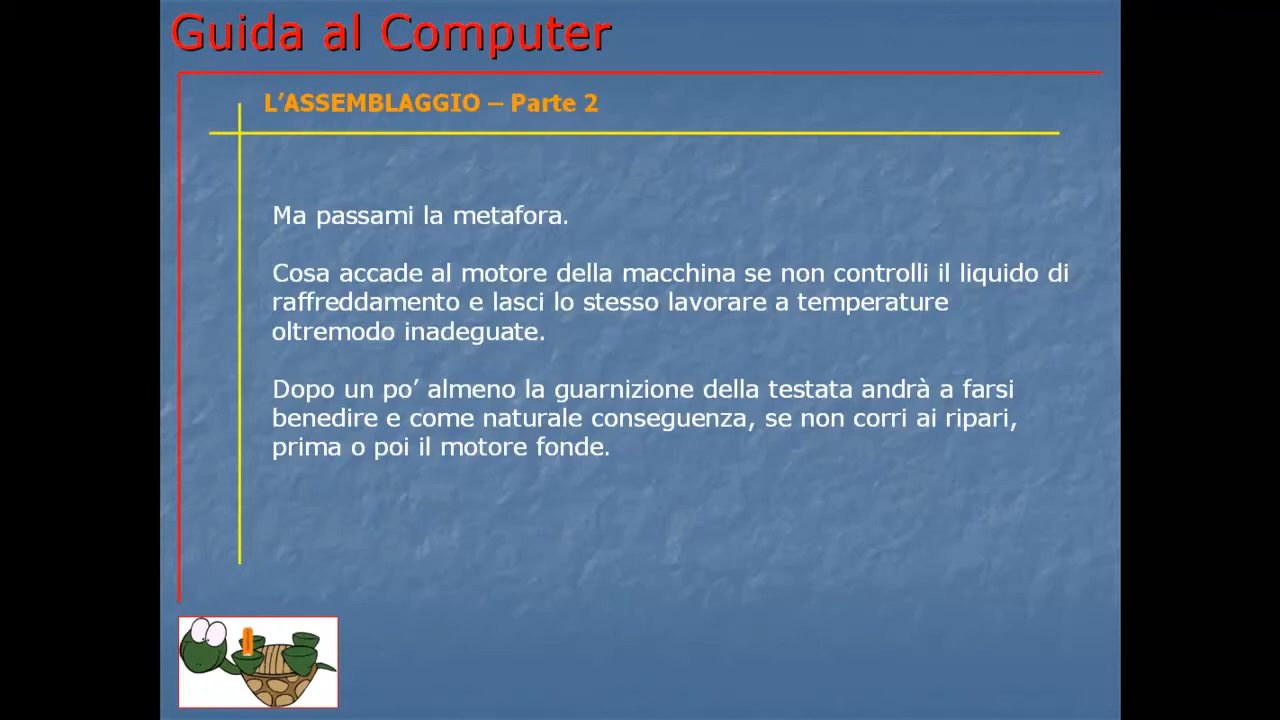 Guida al Computer
L’ASSEMBLAGGIO – Parte 2
Ma passami la metafora.
Cosa accade al motore della macchina se non controlli il liquido di
raffreddamento e lasci lo stesso lavorare a temperature
oltremodo inadeguate.
Dopo un po’ almeno la guarnizione della testata andrà a farsi
benedire e come naturale conseguenza, se non corri ai ripari,
prima o poi il motore fonde.